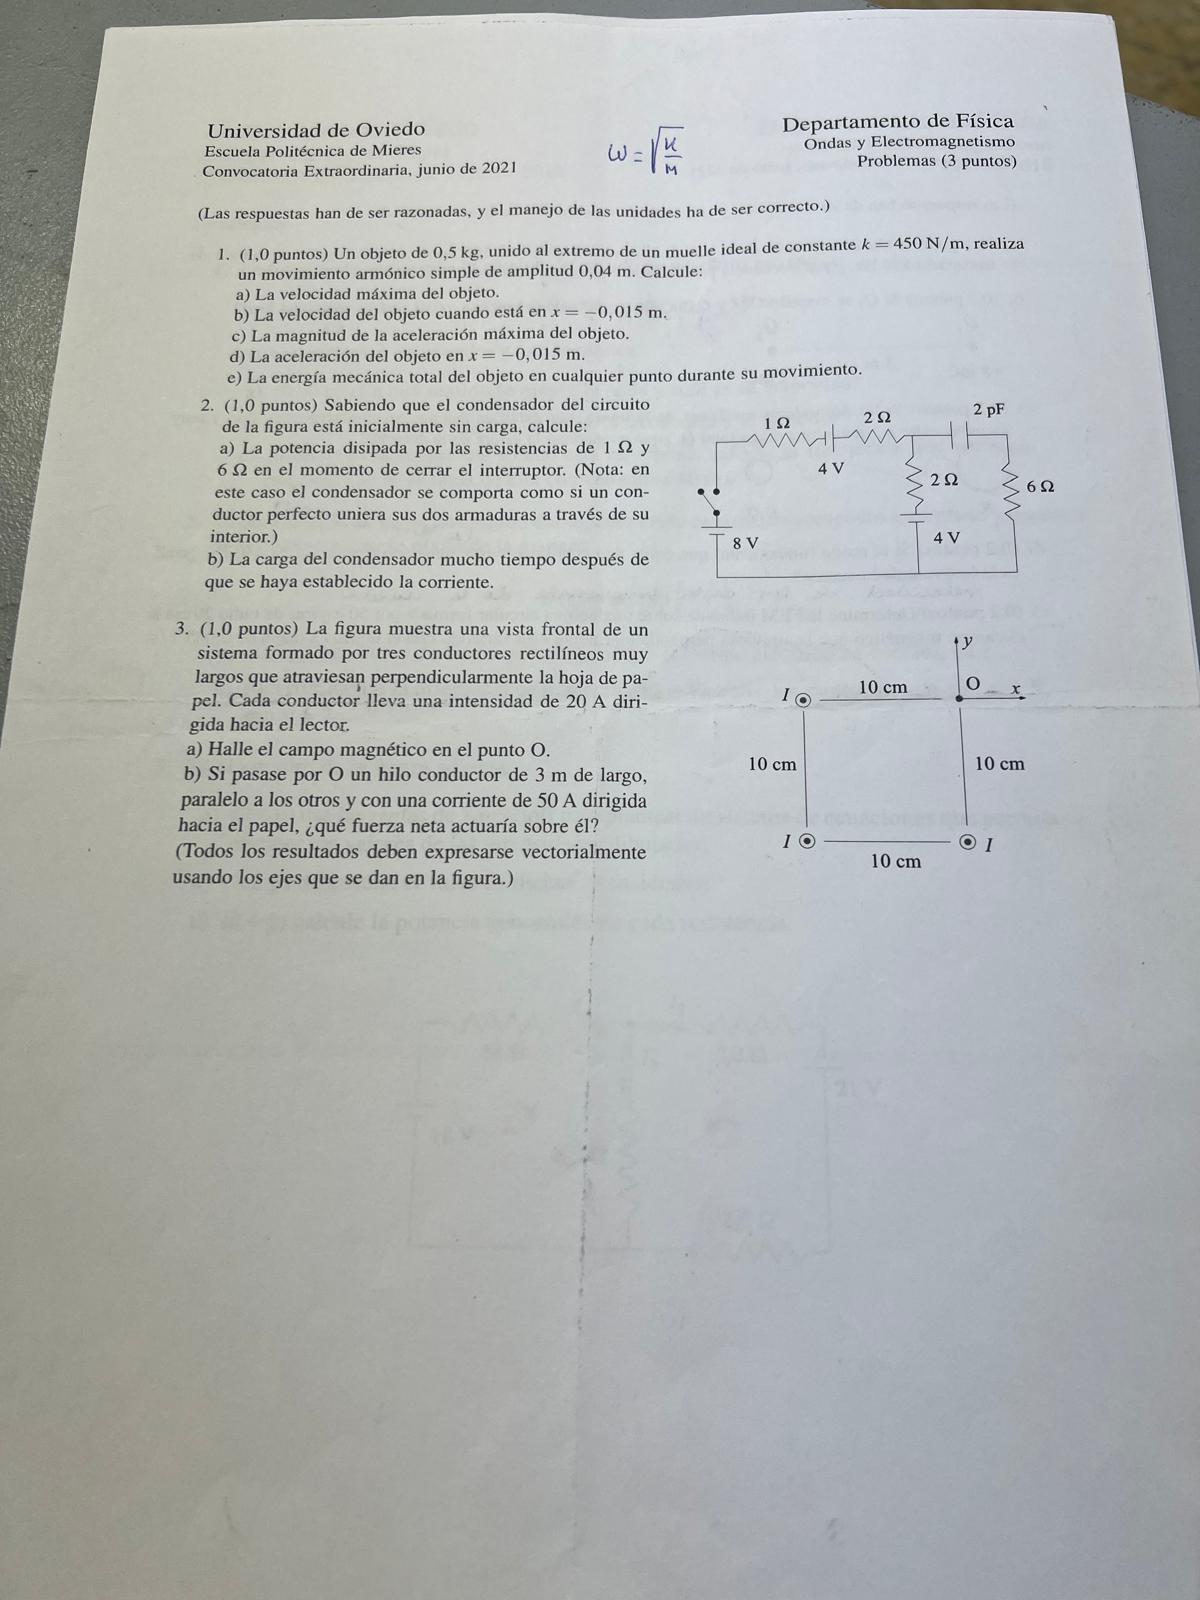 Universidad de Oviedo
Escuela Politécnica de Mieres
Convocatoria Extraordinaria, junio de 2021
ω = √K/M
Departamento de Física
Ondas y Electromagnetismo
Problemas (3 puntos)
(Las respuestas han de ser razonadas, y el manejo de las unidades ha de ser correcto.)
1. (1,0 puntos) Un objeto de 0,5 kg, unido al extremo de un muelle ideal de constante k = 450 N/m, realiza
un movimiento armónico simple de amplitud 0,04 m. Calcule:
a) La velocidad máxima del objeto.
b) La velocidad del objeto cuando está en x = −0,015 m.
c) La magnitud de la aceleración máxima del objeto.
d) La aceleración del objeto en x = −0,015 m.
e) La energía mecánica total del objeto en cualquier punto durante su movimiento.
2. (1,0 puntos) Sabiendo que el condensador del circuito
de la figura está inicialmente sin carga, calcule:
a) La potencia disipada por las resistencias de 1 Ω y
6 Ω en el momento de cerrar el interruptor. (Nota: en
este caso el condensador se comporta como si un con-
ductor perfecto uniera sus dos armaduras a través de su
interior.)
b) La carga del condensador mucho tiempo después de
que se haya establecido la corriente.
1 Ω
2 Ω
2 pF
4 V
2 Ω
6 Ω
8 V
4 V
3. (1,0 puntos) La figura muestra una vista frontal de un
sistema formado por tres conductores rectilíneos muy
largos que atraviesan perpendicularmente la hoja de pa-
pel. Cada conductor lleva una intensidad de 20 A diri-
gida hacia el lector.
a) Halle el campo magnético en el punto O.
b) Si pasase por O un hilo conductor de 3 m de largo,
paralelo a los otros y con una corriente de 50 A dirigida
hacia el papel, ¿qué fuerza neta actuaría sobre él?
(Todos los resultados deben expresarse vectorialmente
usando los ejes que se dan en la figura.)
y
I
10 cm
O
x
10 cm
10 cm
I
10 cm
I